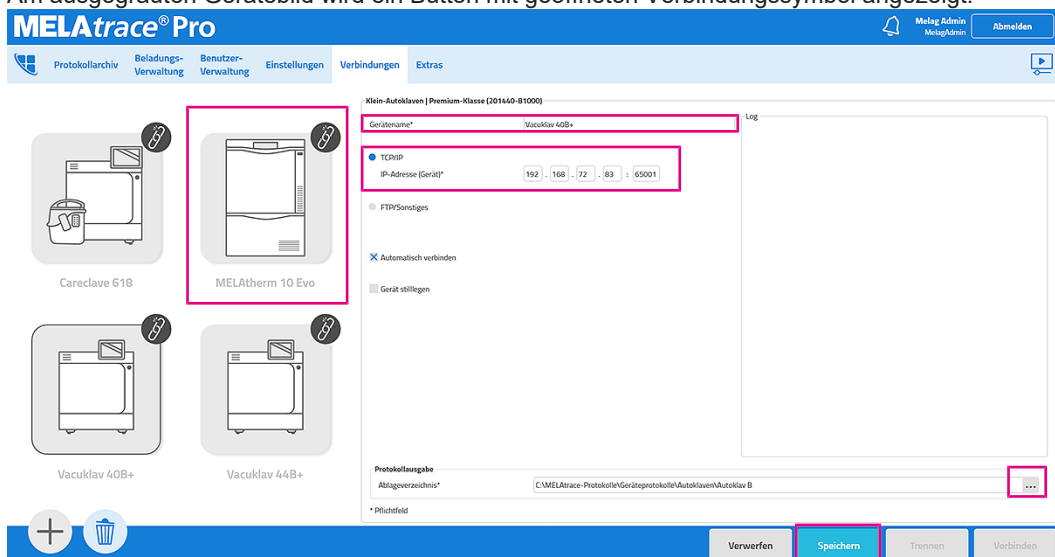 Am ausgegrauten Gerätebild wird ein Button mit geöffneten Verbindungssymbol angezeigt.
MELAtrace® Pro
Melag Admin
MelagAdmin
Abmelden
Protokollarchiv
Beladungs-
Verwaltung
Benutzer-
Verwaltung
Einstellungen
Verbindungen
Extras
Careclave 618
MELAtherm 10 Evo
Vacuklav 40B+
Vacuklav 44B+
Klein-Autoklaven | Premium-Klasse (201440-B1000)
Gerätename* Vacuklav 40B+
TCP/IP
IP-Adresse (Gerät)* 192 . 168 . 72 . 83 : 65001
FTP/Sonstiges
Automatisch verbinden
Gerät stilllegen
Log
Protokollausgabe
Ablageverzeichnis* C:\MELAtrace-Protokolle\Geräteprotokolle\Autoklaven\Autoklav B ...
* Pflichtfeld
Verwerfen
Speichern
Trennen
Verbinden